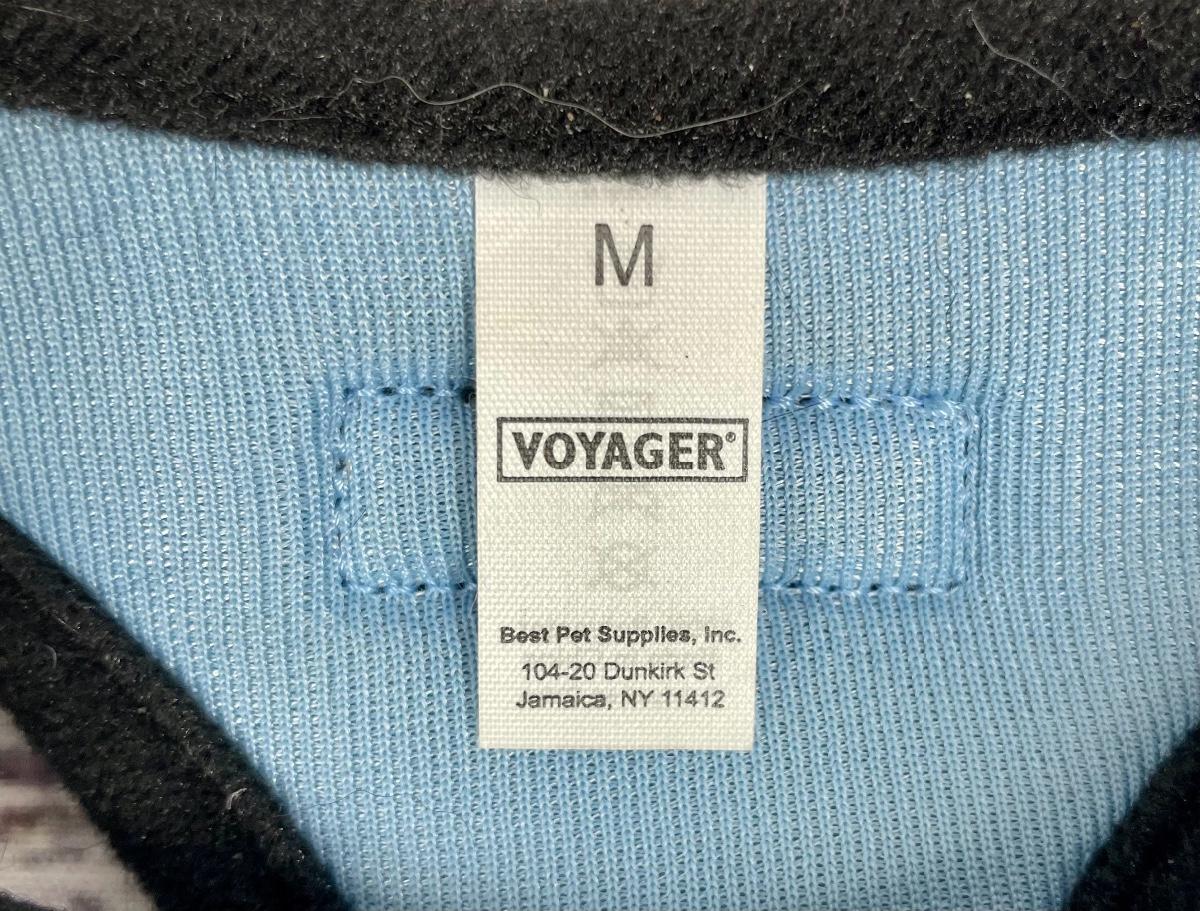 M
VOYAGER®
Best Pet Supplies, Inc.
104-20 Dunkirk St
Jamaica, NY 11412